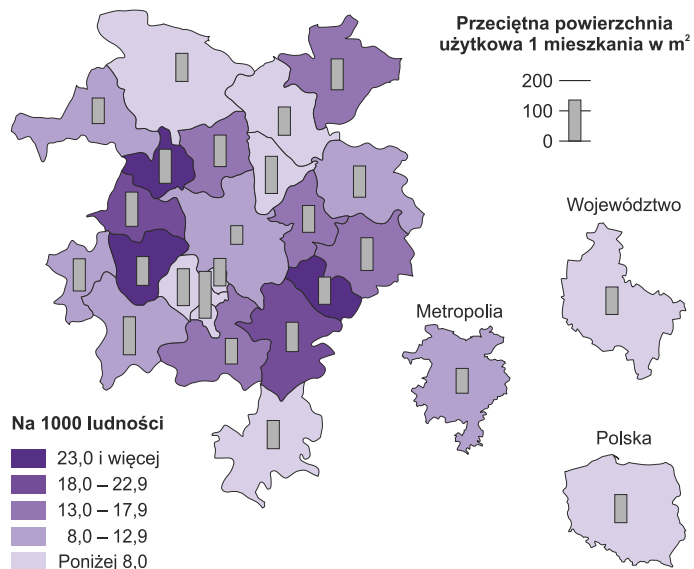 Przeciętna powierzchnia
użytkowa 1 mieszkania w m²
200
100
0
Województwo
Metropolia
Polska
Na 1000 ludności
23,0 i więcej
18,0 – 22,9
13,0 – 17,9
8,0 – 12,9
Poniżej 8,0